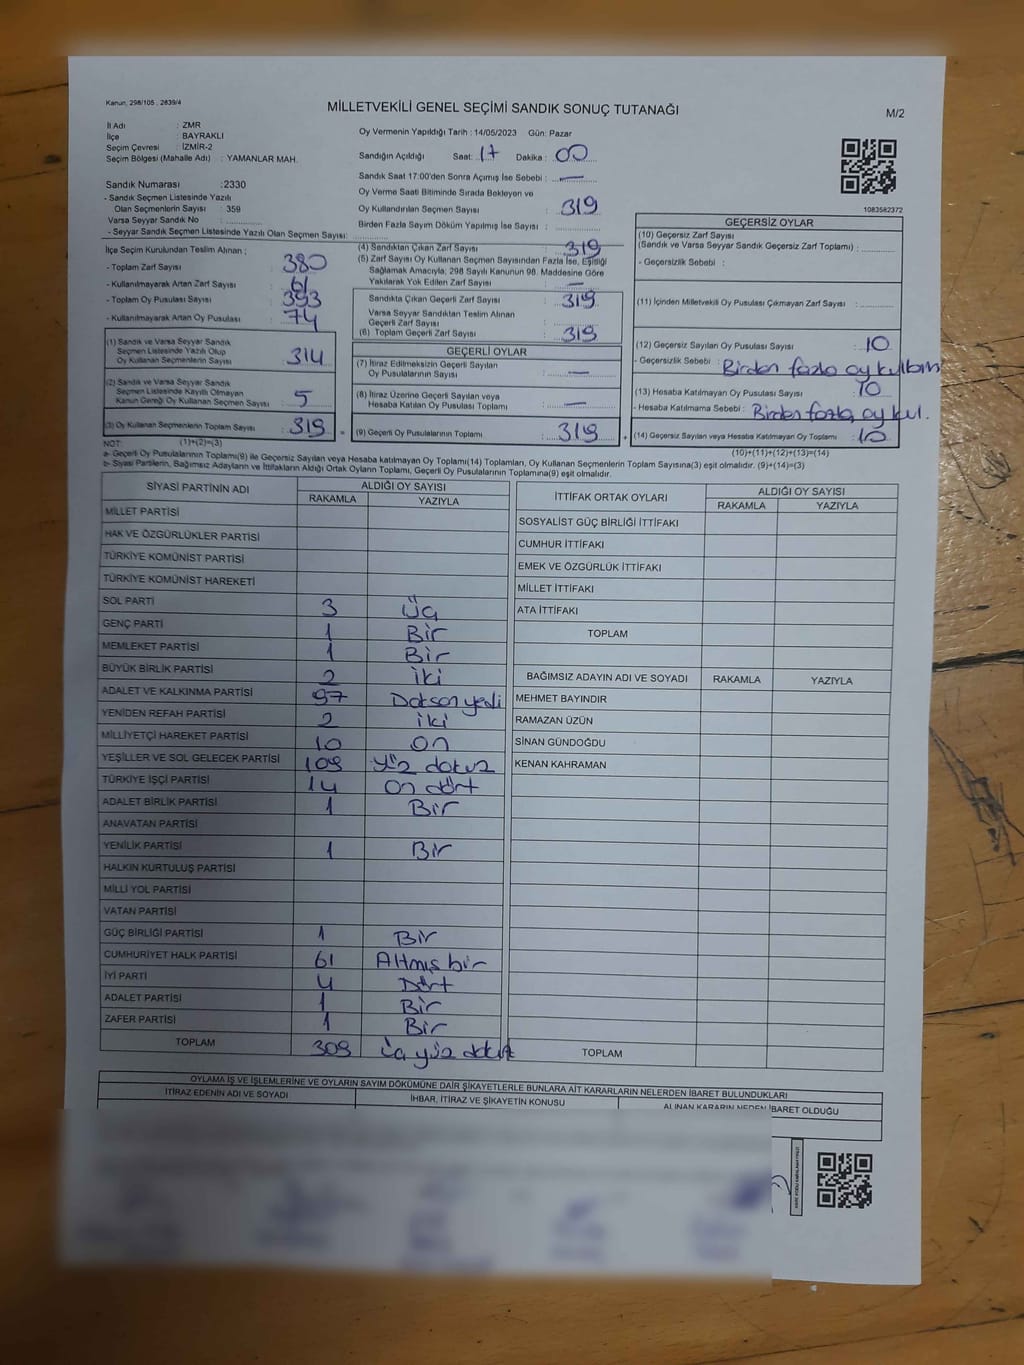 Kanun, 298/105 , 2839/4
MİLLETVEKİLİ GENEL SEÇİMİ SANDIK SONUÇ TUTANAĞI
M/2
İl Adı : ZMR
İlçe : BAYRAKLI
Seçim Çevresi : İZMİR-2
Seçim Bölgesi (Mahalle Adı) : YAMANLAR MAH.
Sandık Numarası :2330
- Sandık Seçmen Listesinde Yazılı
Olan Seçmenlerin Sayısı : 359
Varsa Seyyar Sandık No :
- Seyyar Sandık Seçmen Listesinde Yazılı Olan Seçmen Sayısı:
Oy Vermenin Yapıldığı Tarih : 14/05/2023 Gün: Pazar
Sandığın Açıldığı Saat: 17 Dakika : 00
Sandık Saat 17:00'den Sonra Açımış İse Sebebi : —
Oy Verme Saati Bitiminde Sırada Bekleyen ve
Oy Kullandırılan Seçmen Sayısı : 319
Birden Fazla Sayım Döküm Yapılmış İse Sayısı :
1083582372
İlçe Seçim Kurulundan Teslim Alınan ;
- Toplam Zarf Sayısı : 380
- Kullanılmayarak Artan Zarf Sayısı : 61
- Toplam Oy Pusulası Sayısı : 393
- Kullanılmayarak Artan Oy Pusulası : 74
(1) Sandık ve Varsa Seyyar Sandık
Seçmen Listesinde Yazılı Olup
Oy Kullanan Seçmenlerin Sayısı : 314
(2) Sandık ve Varsa Seyyar Sandık
Seçmen Listesinde Kayıtlı Olmayan
Kanun Gereği Oy Kullanan Seçmen Sayısı : 5
(3) Oy Kullanan Seçmenlerin Toplam Sayısı : 319
(4) Sandıktan Çıkan Zarf Sayısı : 319
(5) Zarf Sayısı Oy Kullanan Seçmen Sayısından Fazla İse, Eşitliği
Sağlamak Amacıyla; 298 Sayılı Kanunun 98. Maddesine Göre
Yakılarak Yok Edilen Zarf Sayısı : —
Sandıkta Çıkan Geçerli Zarf Sayısı : 319
Varsa Seyyar Sandıktan Teslim Alınan
Geçerli Zarf Sayısı :
(6) Toplam Geçerli Zarf Sayısı : 319
GEÇERLİ OYLAR
(7) İtiraz Edilmeksizin Geçerli Sayılan
Oy Pusulalarının Sayısı : —
(8) İtiraz Üzerine Geçerli Sayılan veya
Hesaba Katılan Oy Pusulası Toplamı : —
= (9) Geçerli Oy Pusulalarının Toplamı : 319
GEÇERSİZ OYLAR
(10) Geçersiz Zarf Sayısı
(Sandık ve Varsa Seyyar Sandık Geçersiz Zarf Toplamı) :
- Geçersizlik Sebebi :
(11) İçinden Milletvekili Oy Pusulası Çıkmayan Zarf Sayısı :
(12) Geçersiz Sayılan Oy Pusulası Sayısı : 10
- Geçersizlik Sebebi : Birden fazla oy kullanımı
(13) Hesaba Katılmayan Oy Pusulası Sayısı : 10
- Hesaba Katılmama Sebebi : Birden fazla oy kul.
+ (14) Geçersiz Sayılan veya Hesaba Katılmayan Oy Toplamı : 10
(10)+(11)+(12)+(13)=(14)
NOT: (1)+(2)=(3)
a- Geçerli Oy Pusulalarının Toplamı(9) ile Geçersiz Sayılan veya Hesaba Katılmayan Oy Toplamı(14) Toplamları, Oy Kullanan Seçmenlerin Toplam Sayısına(3) eşit olmalıdır. (9)+(14)=(3)
b- Siyasi Partilerin, Bağımsız Adayların ve İttifakların Aldığı Ortak Oyların Toplamı, Geçerli Oy Pusulalarının Toplamına(9) eşit olmalıdır.
SİYASİ PARTİNİN ADI ALDIĞI OY SAYISI
RAKAMLA YAZIYLA
MİLLET PARTİSİ
HAK VE ÖZGÜRLÜKLER PARTİSİ
TÜRKİYE KOMÜNİST PARTİSİ
TÜRKİYE KOMÜNİST HAREKETİ
SOL PARTİ 3 Üç
GENÇ PARTİ 1 Bir
MEMLEKET PARTİSİ 1 Bir
BÜYÜK BİRLİK PARTİSİ 2 İki
ADALET VE KALKINMA PARTİSİ 97 Doksan yedi
YENİDEN REFAH PARTİSİ 2 iki
MİLLİYETÇİ HAREKET PARTİSİ 10 on
YEŞİLLER VE SOL GELECEK PARTİSİ 109 Yüz dokuz
TÜRKİYE İŞÇİ PARTİSİ 14 on dört
ADALET BİRLİK PARTİSİ 1 Bir
ANAVATAN PARTİSİ
YENİLİK PARTİSİ 1 Bir
HALKIN KURTULUŞ PARTİSİ
MİLLİ YOL PARTİSİ
VATAN PARTİSİ
GÜÇ BİRLİĞİ PARTİSİ 1 Bir
CUMHURİYET HALK PARTİSİ 61 Altmış bir
İYİ PARTİ 4 Dört
ADALET PARTİSİ 1 Bir
ZAFER PARTİSİ 1 Bir
TOPLAM 309 üç yüz
İTTİFAK ORTAK OYLARI ALDIĞI OY SAYISI
RAKAMLA YAZIYLA
SOSYALİST GÜÇ BİRLİĞİ İTTİFAKI
CUMHUR İTTİFAKI
EMEK VE ÖZGÜRLÜK İTTİFAKI
MİLLET İTTİFAKI
ATA İTTİFAKI
TOPLAM
BAĞIMSIZ ADAYIN ADI VE SOYADI RAKAMLA YAZIYLA
MEHMET BAYINDIR
RAMAZAN ÜZÜN
SİNAN GÜNDOĞDU
KENAN KAHRAMAN
TOPLAM
OYLAMA İŞ VE İŞLEMLERİNE VE OYLARIN SAYIM DÖKÜMÜNE DAİR ŞİKAYETLERLE BUNLARA AİT KARARLARIN NELERDEN İBARET BULUNDUKLARI
İTİRAZ EDENİN ADI VE SOYADI
İHBAR, İTİRAZ VE ŞİKAYETİN KONUSU
ALINAN KARARIN NEDEN İBARET OLDUĞU